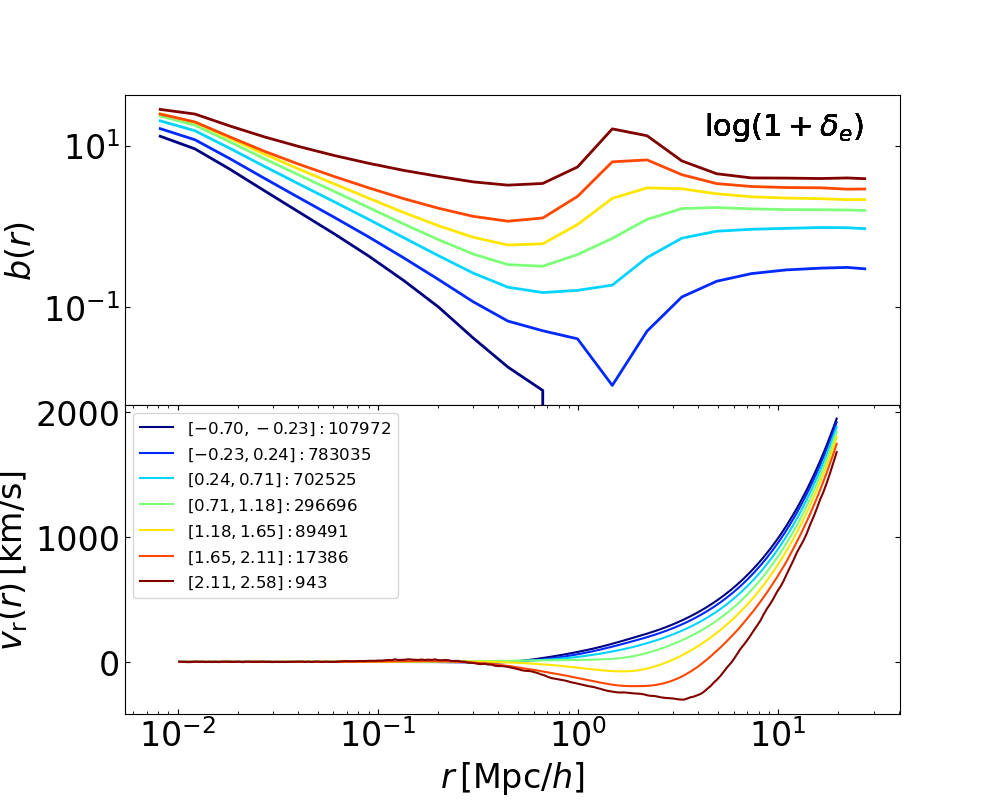 log(1 + δ_e)
10^1
10^{-1}
b(r)
2000
1000
0
v_r(r) [km/s]
[−0.70, −0.23] : 107972
[−0.23, 0.24] : 783035
[0.24, 0.71] : 702525
[0.71, 1.18] : 296696
[1.18, 1.65] : 89491
[1.65, 2.11] : 17386
[2.11, 2.58] : 943
10^{-2} 10^{-1} 10^0 10^1
r [Mpc/h]